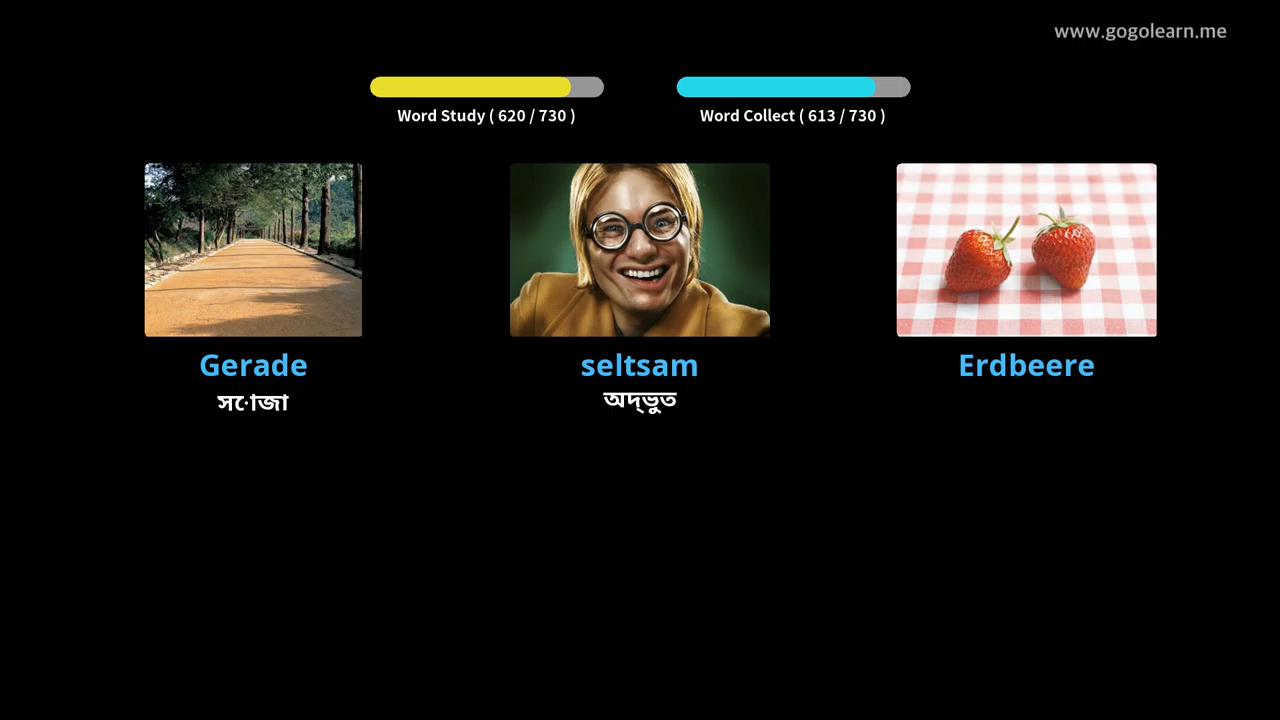 www.gogolearn.me
Word Study ( 620 / 730 )
Word Collect ( 613 / 730 )
Gerade
seltsam
Erdbeere
সোজা
অদ্ভুত